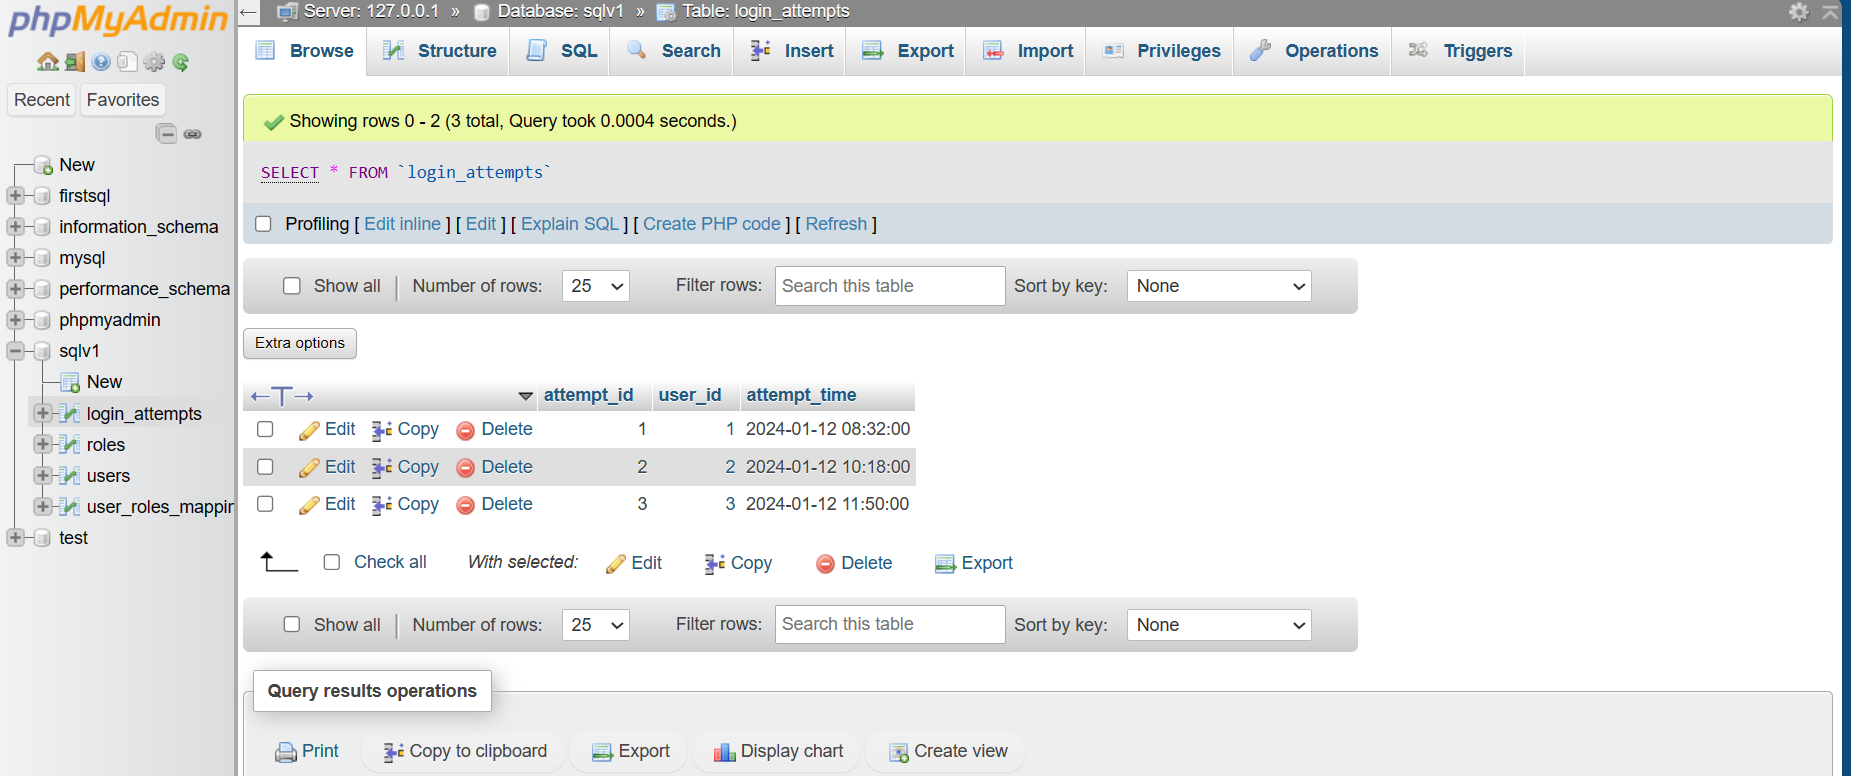 phpMyAdmin
Recent Favorites
New
firstsql
information_schema
mysql
performance_schema
phpmyadmin
sqlv1
New
login_attempts
roles
users
user_roles_mappin
test
Server: 127.0.0.1 » Database: sqlv1 » Table: login_attempts
Browse Structure SQL Search Insert Export Import Privileges Operations Triggers
Showing rows 0 - 2 (3 total, Query took 0.0004 seconds.)
SELECT * FROM `login_attempts`
Profiling [ Edit inline ] [ Edit ] [ Explain SQL ] [ Create PHP code ] [ Refresh ]
Show all | Number of rows: 25 Filter rows: Search this table Sort by key: None
Extra options
←T→ attempt_id user_id attempt_time
Edit Copy Delete 1 1 2024-01-12 08:32:00
Edit Copy Delete 2 2 2024-01-12 10:18:00
Edit Copy Delete 3 3 2024-01-12 11:50:00
Check all With selected: Edit Copy Delete Export
Show all | Number of rows: 25 Filter rows: Search this table Sort by key: None
Query results operations
Print Copy to clipboard Export Display chart Create view